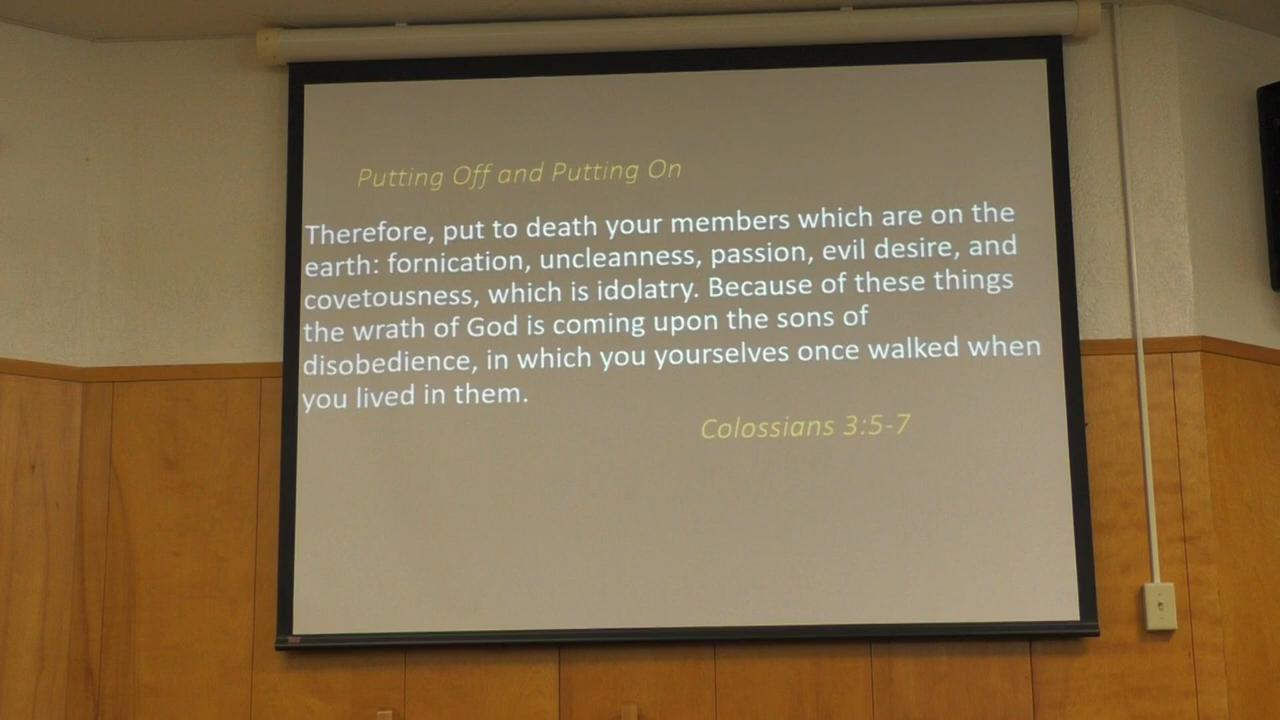 Putting Off and Putting On
Therefore, put to death your members which are on the
earth: fornication, uncleanness, passion, evil desire, and
covetousness, which is idolatry. Because of these things
the wrath of God is coming upon the sons of
disobedience, in which you yourselves once walked when
you lived in them.
Colossians 3:5-7